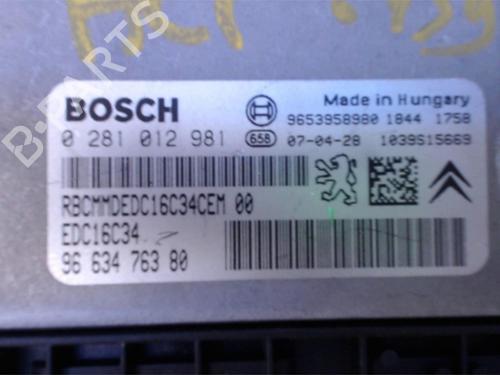 B-PARTS
BOSCH
Made in Hungary
9653958980 1844 1758
0 281 012 981 658 07-04-28 1039S15669
RBCMMDEDC16C34CEM 00
EDC16C34
96 634 763 80